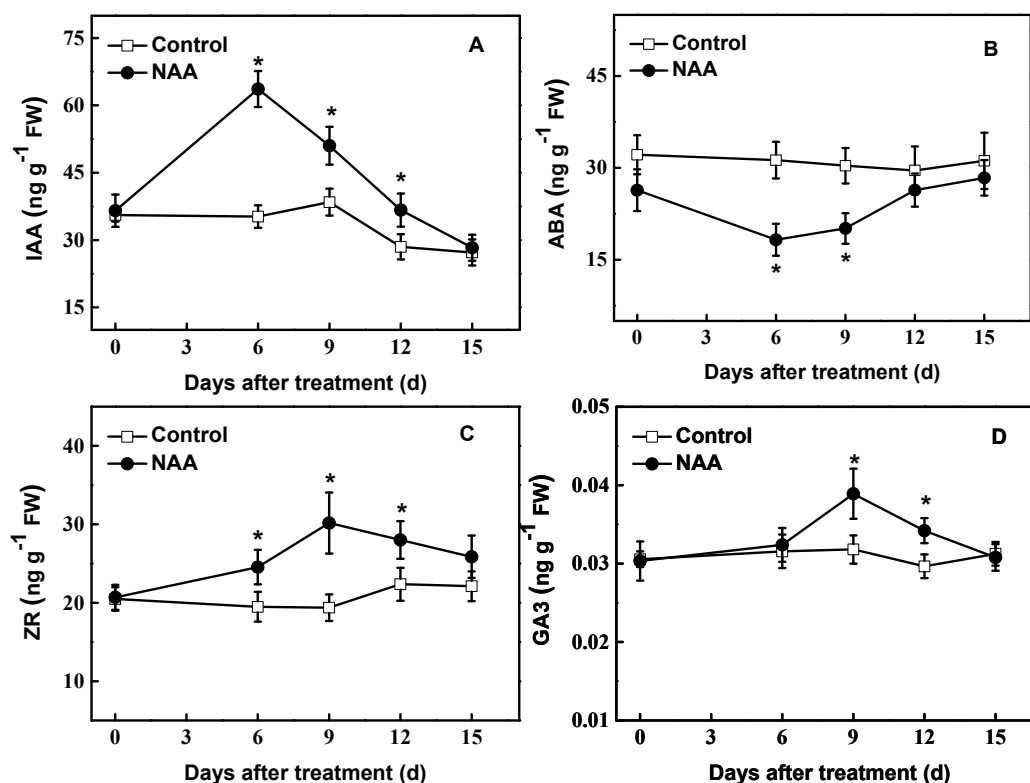 A
Control
NAA
75
60
45
30
15
IAA (ng g⁻¹ FW)
* * *
0 3 6 9 12 15
Days after treatment (d)
B
Control
NAA
45
30
15
ABA (ng g⁻¹ FW)
* *
0 3 6 9 12 15
Days after treatment (d)
C
Control
NAA
40
30
20
10
ZR (ng g⁻¹ FW)
* * *
0 3 6 9 12 15
Days after treatment (d)
D
Control
NAA
0.05
0.04
0.03
0.02
0.01
GA3 (ng g⁻¹ FW)
* *
0 3 6 9 12 15
Days after treatment (d)